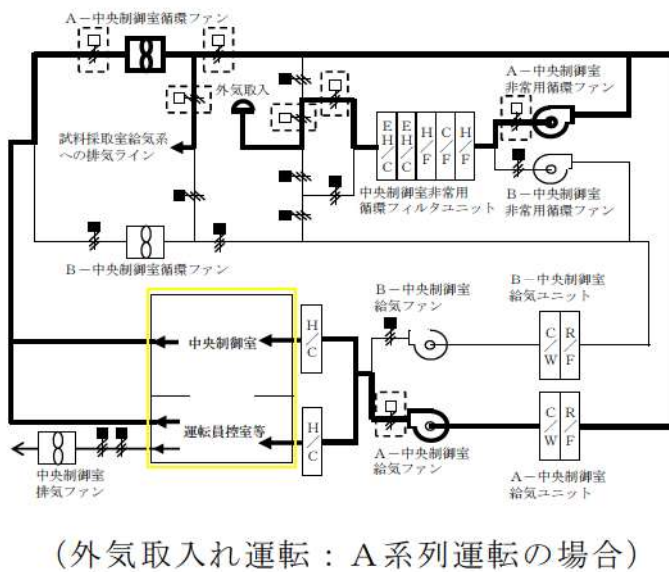 A－中央制御室循環ファン
外気取入
A－中央制御室
非常用循環ファン
試料採取室給気系
への排気ライン
E H／C
E H／C
H／F
C／F
H／F
中央制御室非常用
循環フィルタユニット
B－中央制御室
非常用循環ファン
B－中央制御室循環ファン
B－中央制御室
給気ファン
B－中央制御室
給気ユニット
中央制御室
H／C
C／W
R／F
運転員控室等
H／C
C／W
R／F
中央制御室
排気ファン
A－中央制御室
給気ファン
A－中央制御室
給気ユニット
（外気取入れ運転：A系列運転の場合）